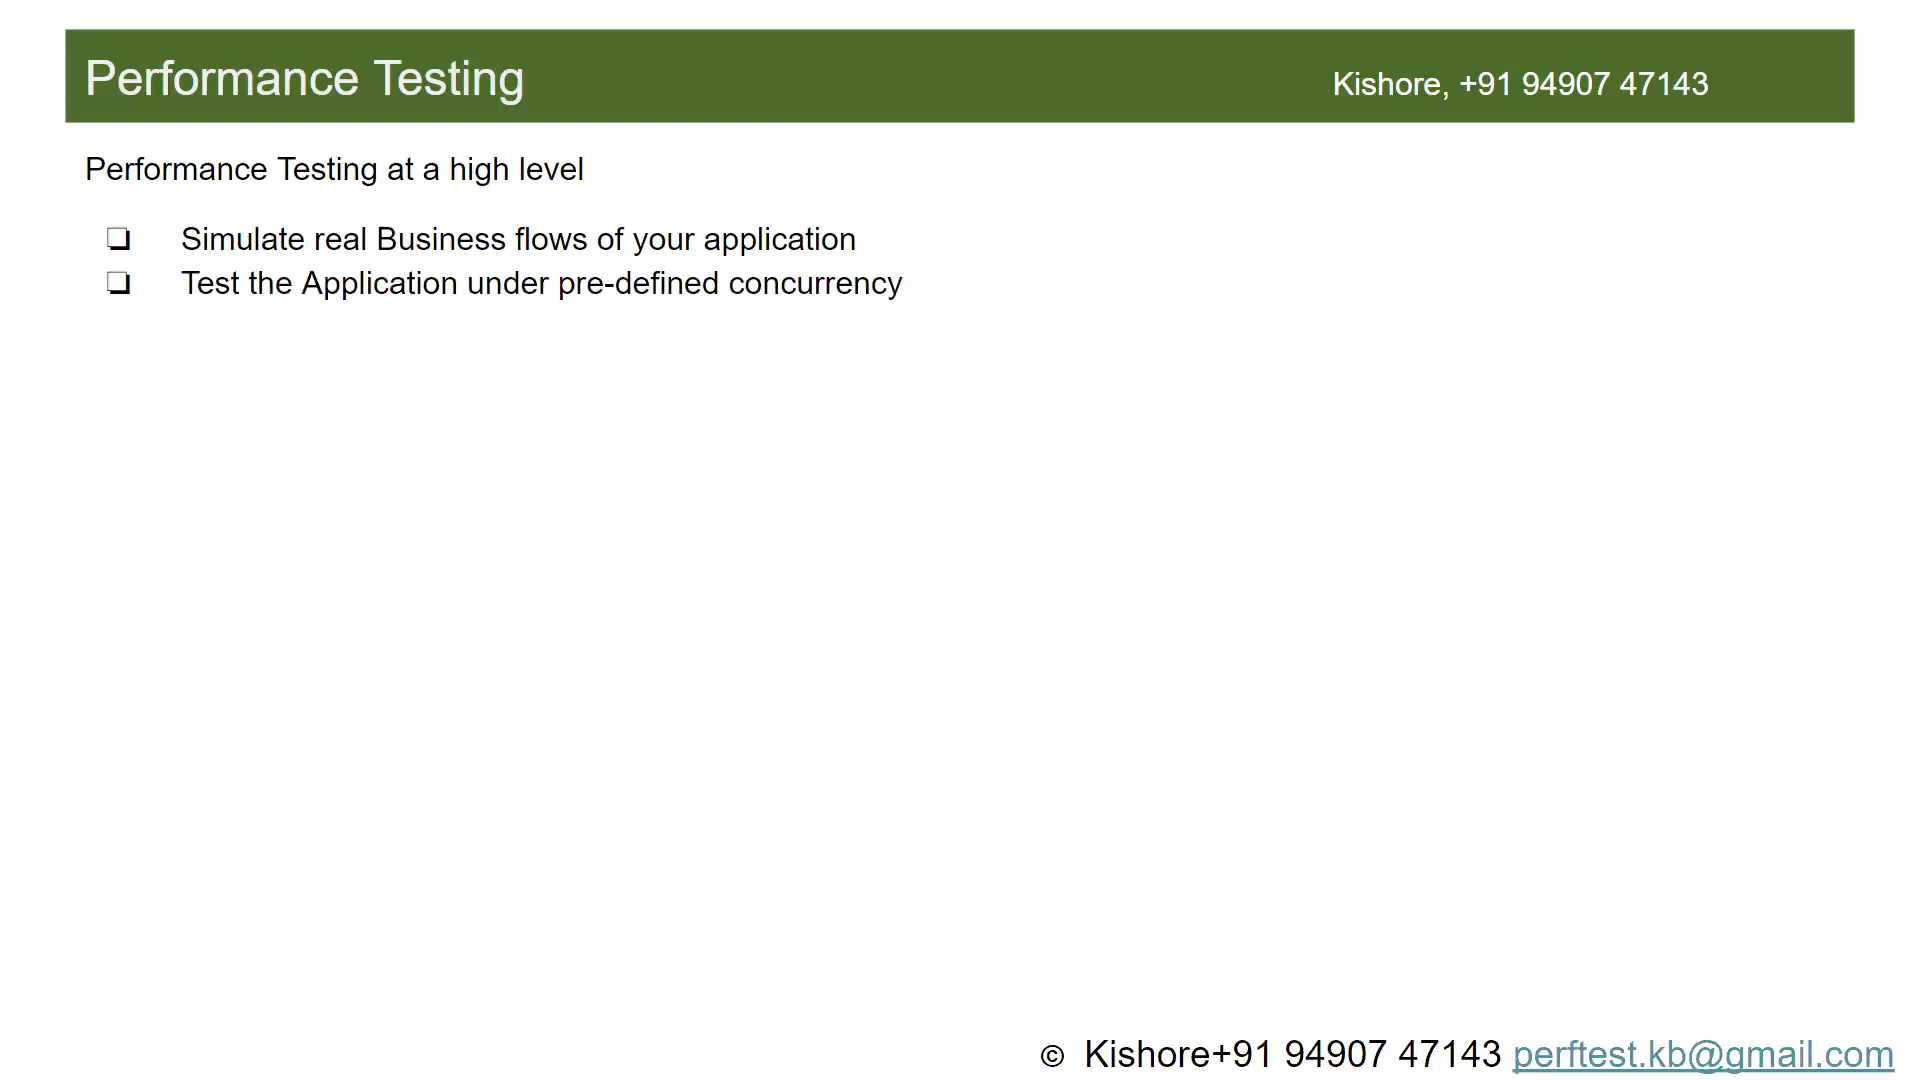 Performance Testing
Kishore, +91 94907 47143
Performance Testing at a high level
❏ Simulate real Business flows of your application
❏ Test the Application under pre-defined concurrency
© Kishore+91 94907 47143 perftest.kb@gmail.com